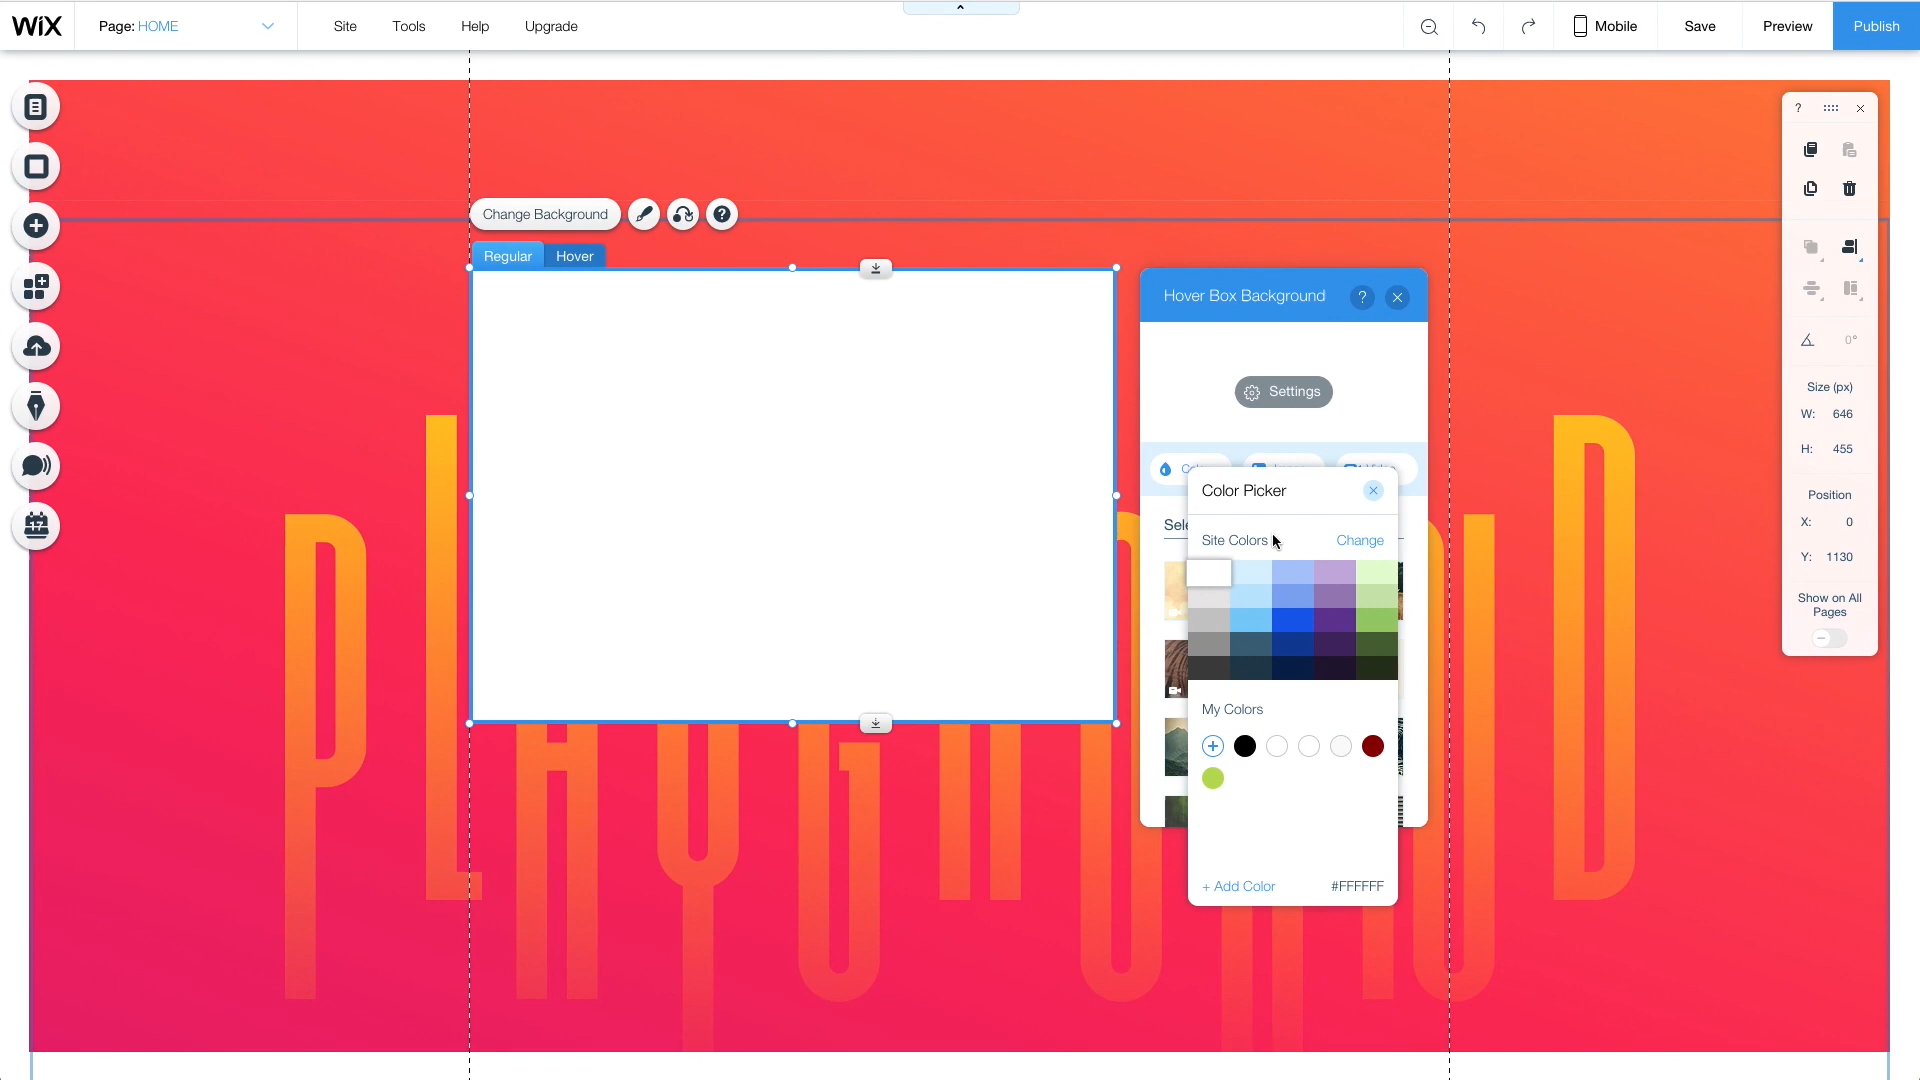 WiX
Page: HOME
Site
Tools
Help
Upgrade
Mobile
Save
Preview
Publish
Change Background
?
Regular
Hover
Hover Box Background
?
Settings
Color Picker
Site Colors
Change
My Colors
+ Add Color
#FFFFFF
?
0°
Size (px)
W: 646
H: 455
Position
X: 0
Y: 1130
Show on All
Pages
17